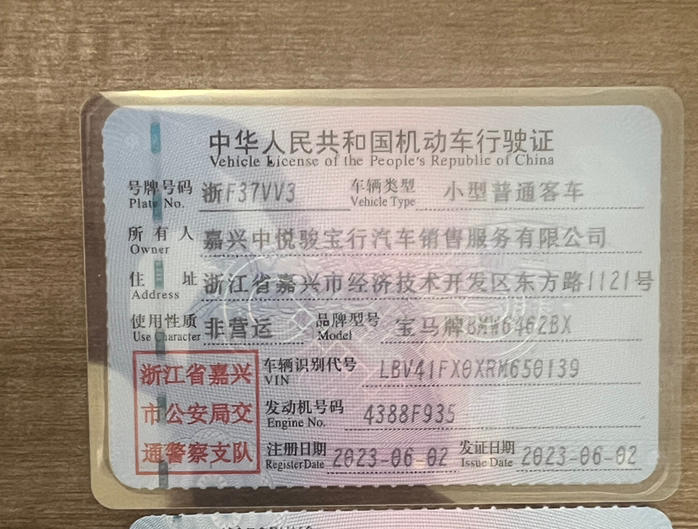 中华人民共和国机动车行驶证
Vehicle License of the People's Republic of China
号牌号码 浙F37VV3 车辆类型 小型普通客车
Plate No. Vehicle Type
所有人 嘉兴中悦骏宝行汽车销售服务有限公司
Owner
住址 浙江省嘉兴市经济技术开发区东方路1121号
Address
使用性质 非营运 品牌型号 宝马牌BMW6462BX
Use Character Model
浙江省嘉兴 车辆识别代号 LBV41FX0XRM650139
VIN
市公安局交 发动机号码 4388F935
Engine No.
通警察支队 注册日期 2023-06-02 发证日期 2023-06-02
Register Date Issue Date